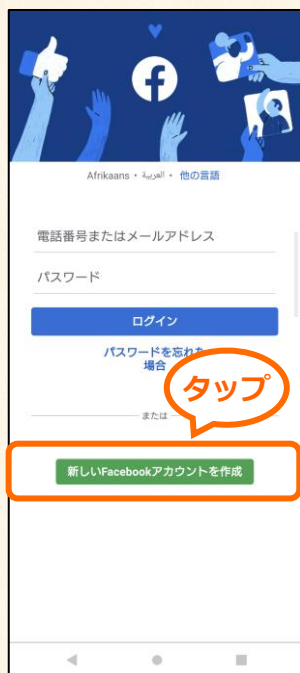 Afrikaans・العربية・他の言語
電話番号またはメールアドレス
パスワード
ログイン
パスワードを忘れた
場合
タップ
または
新しいFacebookアカウントを作成